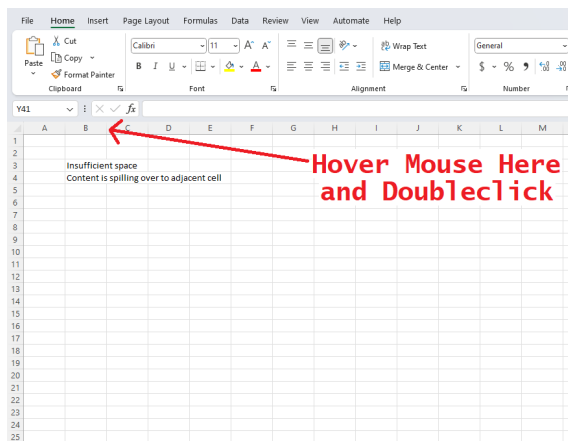 File Home Insert Page Layout Formulas Data Review View Automate Help
Cut
Copy
Format Painter
Paste
Clipboard
Calibri 11 A^ A˅
B I U A
Font
Wrap Text
Merge & Center
Alignment
General
$ % 9
Number
Y41 fx
A B C D E F G H I J K L M
1
2
3 Insufficient space
4 Content is spilling over to adjacent cell
5
6
7
8
9
10
11
12
13
14
15
16
17
18
19
20
21
22
23
24
25
Hover Mouse Here
and Doubleclick